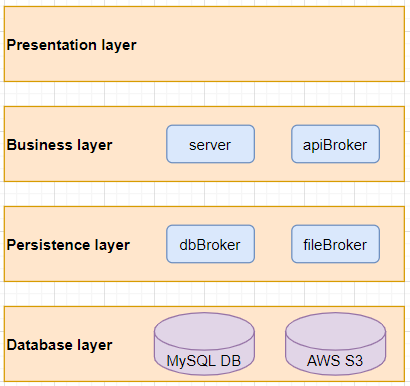 Presentation layer
Business layer
server
apiBroker
Persistence layer
dbBroker
fileBroker
Database layer
MySQL DB
AWS S3